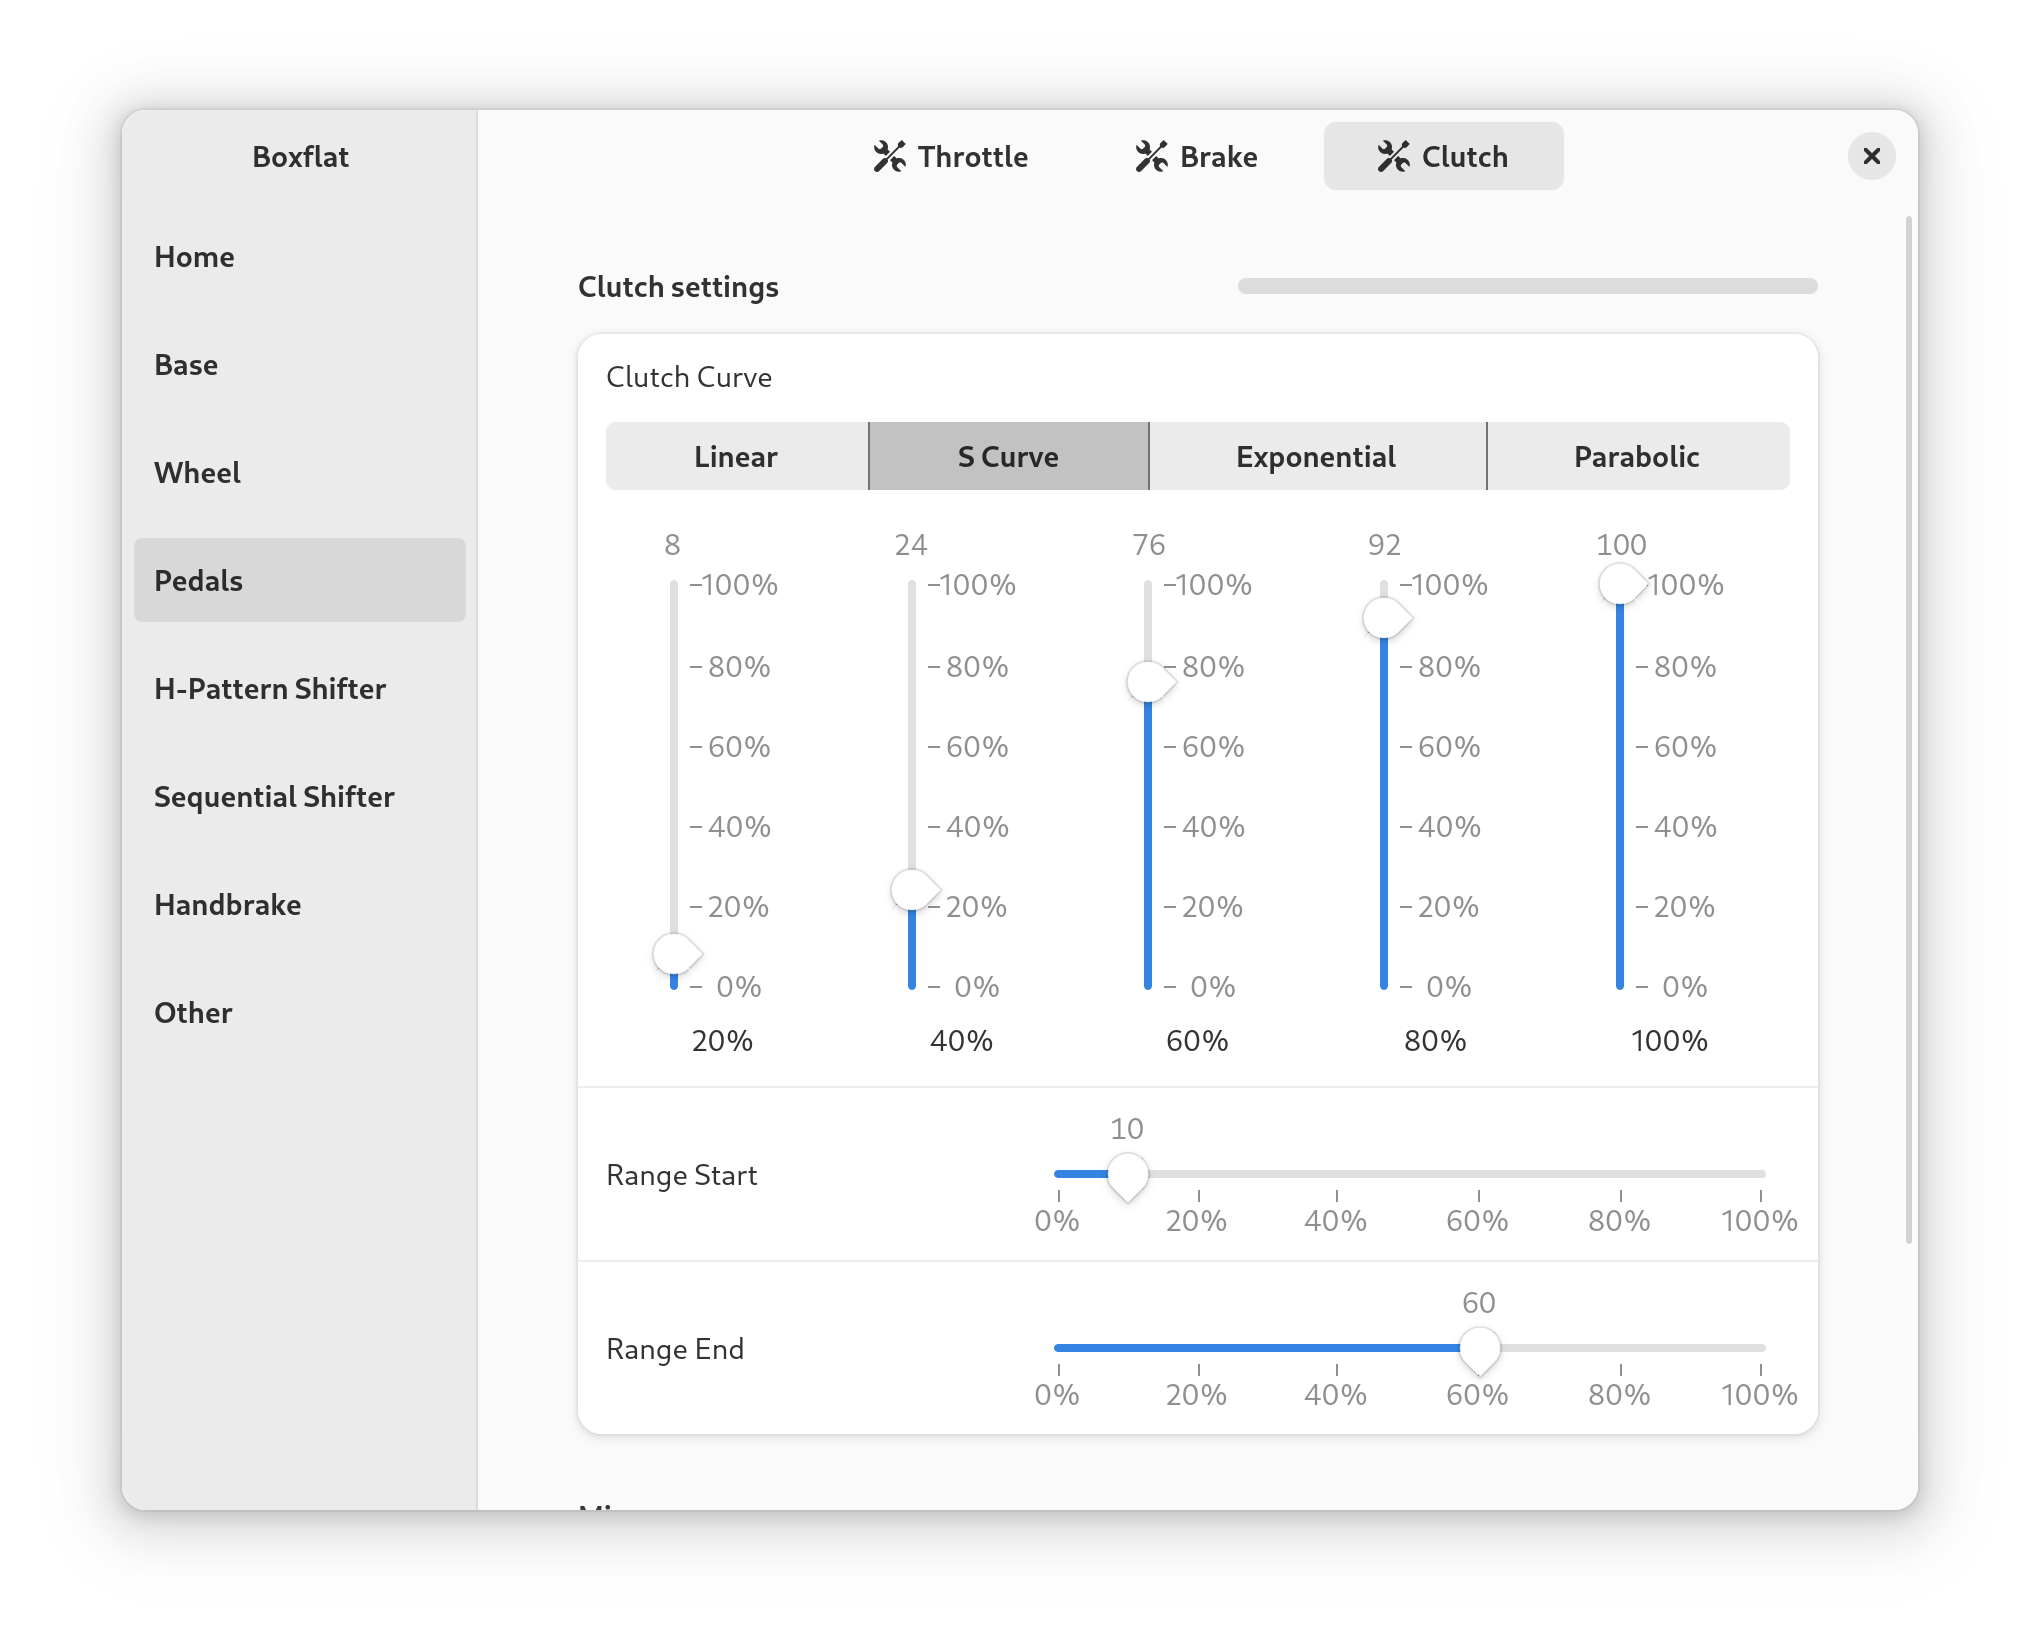 Boxflat
Home
Base
Wheel
Pedals
H-Pattern Shifter
Sequential Shifter
Handbrake
Other
Throttle Brake Clutch
Clutch settings
Clutch Curve
Linear S Curve Exponential Parabolic
8 24 76 92 100
100% 100% 100% 100% 100%
80% 80% 80% 80% 80%
60% 60% 60% 60% 60%
40% 40% 40% 40% 40%
20% 20% 20% 20% 20%
0% 0% 0% 0% 0%
20% 40% 60% 80% 100%
10
Range Start
0% 20% 40% 60% 80% 100%
60
Range End
0% 20% 40% 60% 80% 100%